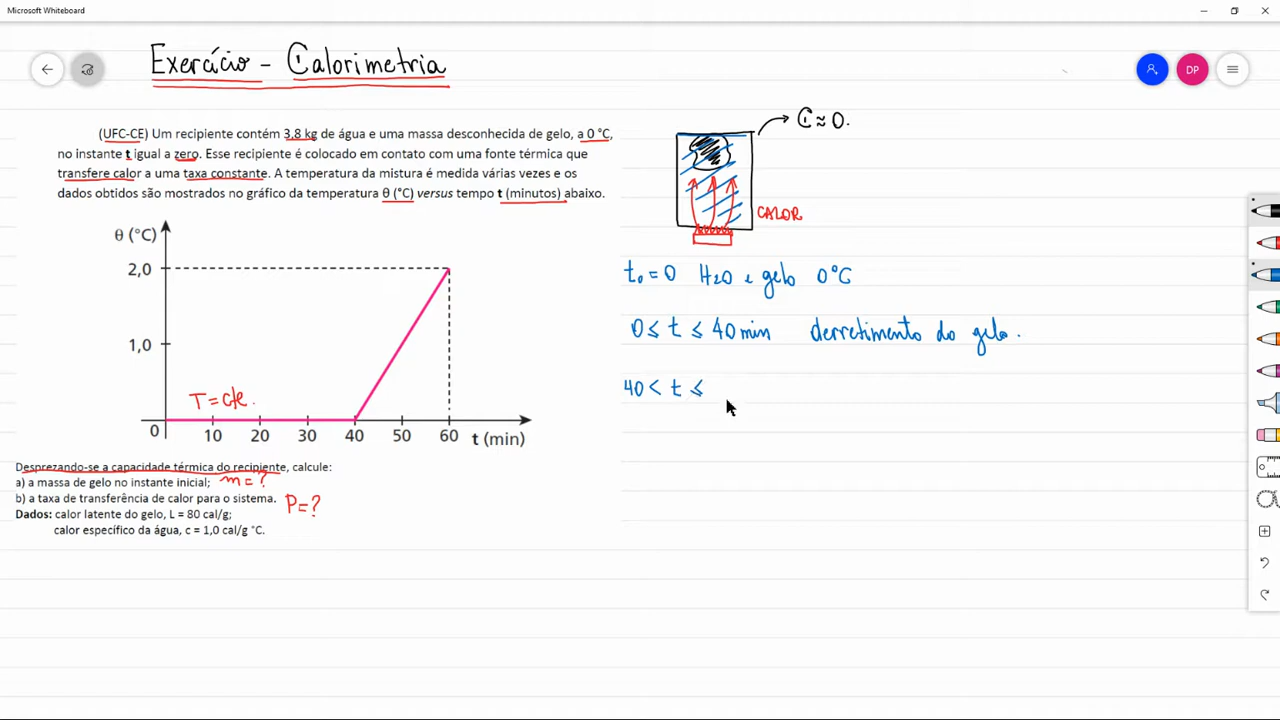 Microsoft Whiteboard
Exercício - Calorimetria
DP
(UFC-CE) Um recipiente contém 3,8 kg de água e uma massa desconhecida de gelo, a 0 °C,
no instante t igual a zero. Esse recipiente é colocado em contato com uma fonte térmica que
transfere calor a uma taxa constante. A temperatura da mistura é medida várias vezes e os
dados obtidos são mostrados no gráfico da temperatura θ (°C) versus tempo t (minutos) abaixo.
θ (°C)
2,0
1,0
T = cte.
0 10 20 30 40 50 60 t (min)
Desprezando-se a capacidade térmica do recipiente, calcule:
a) a massa de gelo no instante inicial; m = ?
b) a taxa de transferência de calor para o sistema. P = ?
Dados: calor latente do gelo, L = 80 cal/g;
calor específico da água, c = 1,0 cal/g °C.
C ≈ 0.
CALOR
t₀ = 0 H2O e gelo 0°C
0 ≤ t ≤ 40 min derretimento do gelo.
40 < t ≤